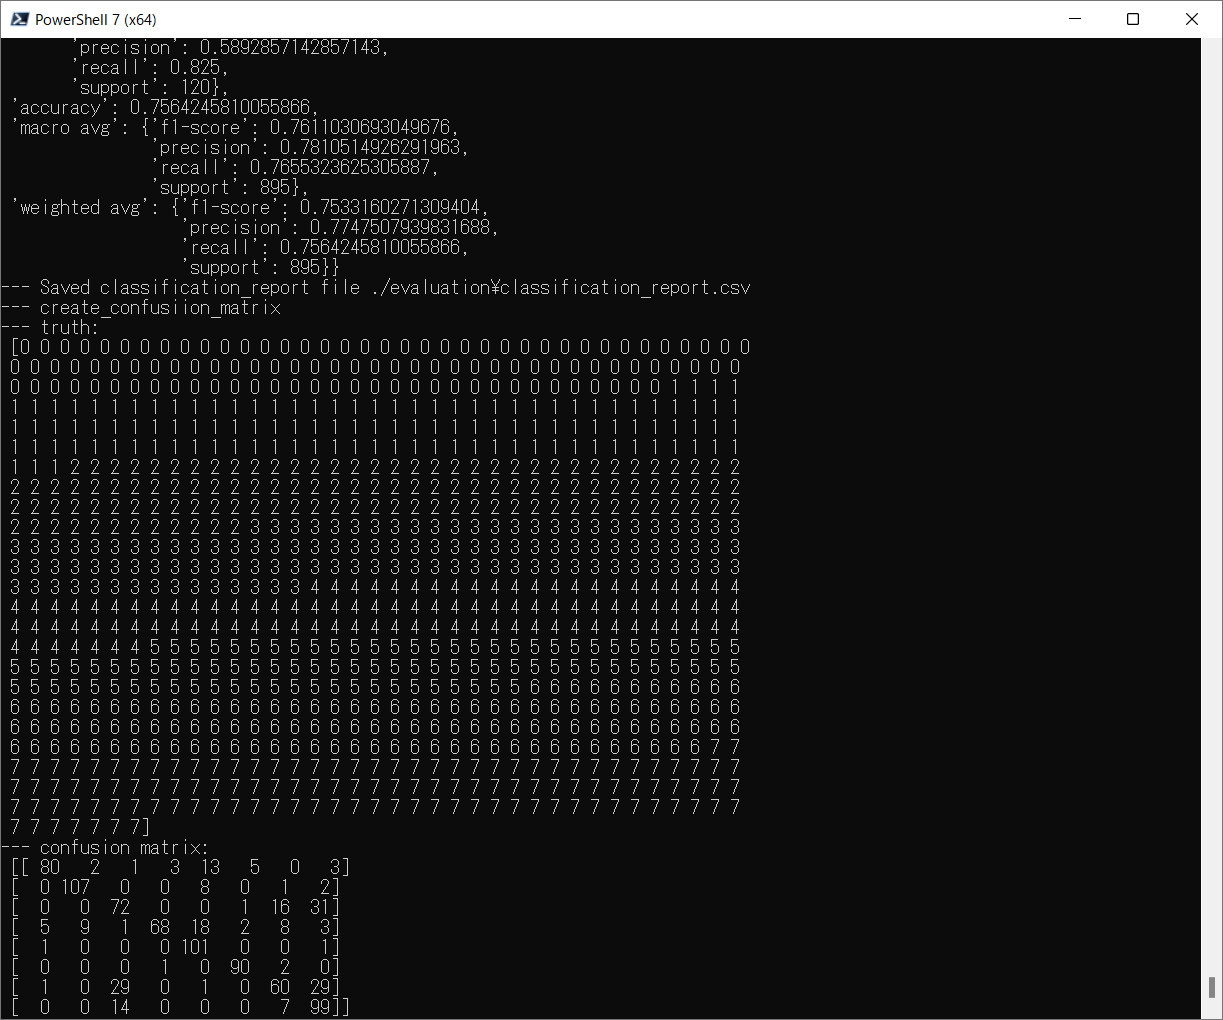 PowerShell 7 (x64)
'precision': 0.5892857142857143,
'recall': 0.825,
'support': 120},
'accuracy': 0.7564245810055866,
'macro avg': {'f1-score': 0.7611030693049676,
'precision': 0.7810514926291963,
'recall': 0.7655323625305887,
'support': 895},
'weighted avg': {'f1-score': 0.7533160271309404,
'precision': 0.7747507939831688,
'recall': 0.7564245810055866,
'support': 895}}
--- Saved classification_report file ./evaluation¥classification_report.csv
--- create_confusiion_matrix
--- truth:
[0 0 0 0 0 0 0 0 0 0 0 0 0 0 0 0 0 0 0 0 0 0 0 0 0 0 0 0 0 0 0 0 0 0 0 0 0
0 0 0 0 0 0 0 0 0 0 0 0 0 0 0 0 0 0 0 0 0 0 0 0 0 0 0 0 0 0 0 0 0 0 0 0 0
0 0 0 0 0 0 0 0 0 0 0 0 0 0 0 0 0 0 0 0 0 0 0 0 0 0 0 0 0 0 0 0 0 1 1 1 1
1 1 1 1 1 1 1 1 1 1 1 1 1 1 1 1 1 1 1 1 1 1 1 1 1 1 1 1 1 1 1 1 1 1 1 1 1
1 1 1 1 1 1 1 1 1 1 1 1 1 1 1 1 1 1 1 1 1 1 1 1 1 1 1 1 1 1 1 1 1 1 1 1 1
1 1 1 1 1 1 1 1 1 1 1 1 1 1 1 1 1 1 1 1 1 1 1 1 1 1 1 1 1 1 1 1 1 1 1 1 1
1 1 1 2 2 2 2 2 2 2 2 2 2 2 2 2 2 2 2 2 2 2 2 2 2 2 2 2 2 2 2 2 2 2 2 2 2
2 2 2 2 2 2 2 2 2 2 2 2 2 2 2 2 2 2 2 2 2 2 2 2 2 2 2 2 2 2 2 2 2 2 2 2 2
2 2 2 2 2 2 2 2 2 2 2 2 2 2 2 2 2 2 2 2 2 2 2 2 2 2 2 2 2 2 2 2 2 2 2 2 2
2 2 2 2 2 2 2 2 2 2 2 2 3 3 3 3 3 3 3 3 3 3 3 3 3 3 3 3 3 3 3 3 3 3 3 3 3
3 3 3 3 3 3 3 3 3 3 3 3 3 3 3 3 3 3 3 3 3 3 3 3 3 3 3 3 3 3 3 3 3 3 3 3 3
3 3 3 3 3 3 3 3 3 3 3 3 3 3 3 3 3 3 3 3 3 3 3 3 3 3 3 3 3 3 3 3 3 3 3 3 3
3 3 3 3 3 3 3 3 3 3 3 3 3 3 3 4 4 4 4 4 4 4 4 4 4 4 4 4 4 4 4 4 4 4 4 4 4
4 4 4 4 4 4 4 4 4 4 4 4 4 4 4 4 4 4 4 4 4 4 4 4 4 4 4 4 4 4 4 4 4 4 4 4 4
4 4 4 4 4 4 4 4 4 4 4 4 4 4 4 4 4 4 4 4 4 4 4 4 4 4 4 4 4 4 4 4 4 4 4 4 4
4 4 4 4 4 4 4 5 5 5 5 5 5 5 5 5 5 5 5 5 5 5 5 5 5 5 5 5 5 5 5 5 5 5 5 5 5
5 5 5 5 5 5 5 5 5 5 5 5 5 5 5 5 5 5 5 5 5 5 5 5 5 5 5 5 5 5 5 5 5 5 5 5 5
5 5 5 5 5 5 5 5 5 5 5 5 5 5 5 5 5 5 5 5 5 5 5 5 5 5 6 6 6 6 6 6 6 6 6 6 6
6 6 6 6 6 6 6 6 6 6 6 6 6 6 6 6 6 6 6 6 6 6 6 6 6 6 6 6 6 6 6 6 6 6 6 6 6
6 6 6 6 6 6 6 6 6 6 6 6 6 6 6 6 6 6 6 6 6 6 6 6 6 6 6 6 6 6 6 6 6 6 6 6 6
6 6 6 6 6 6 6 6 6 6 6 6 6 6 6 6 6 6 6 6 6 6 6 6 6 6 6 6 6 6 6 6 6 6 6 7 7
7 7 7 7 7 7 7 7 7 7 7 7 7 7 7 7 7 7 7 7 7 7 7 7 7 7 7 7 7 7 7 7 7 7 7 7 7
7 7 7 7 7 7 7 7 7 7 7 7 7 7 7 7 7 7 7 7 7 7 7 7 7 7 7 7 7 7 7 7 7 7 7 7 7
7 7 7 7 7 7 7 7 7 7 7 7 7 7 7 7 7 7 7 7 7 7 7 7 7 7 7 7 7 7 7 7 7 7 7 7 7
7 7 7 7 7 7 7]
--- confusion matrix:
[[ 80 2 1 3 13 5 0 3]
[ 0 107 0 0 8 0 1 2]
[ 0 0 72 0 0 1 16 31]
[ 5 9 1 68 18 2 8 3]
[ 1 0 0 0 101 0 0 1]
[ 0 0 0 1 0 90 2 0]
[ 1 0 29 0 1 0 60 29]
[ 0 0 14 0 0 0 7 99]]